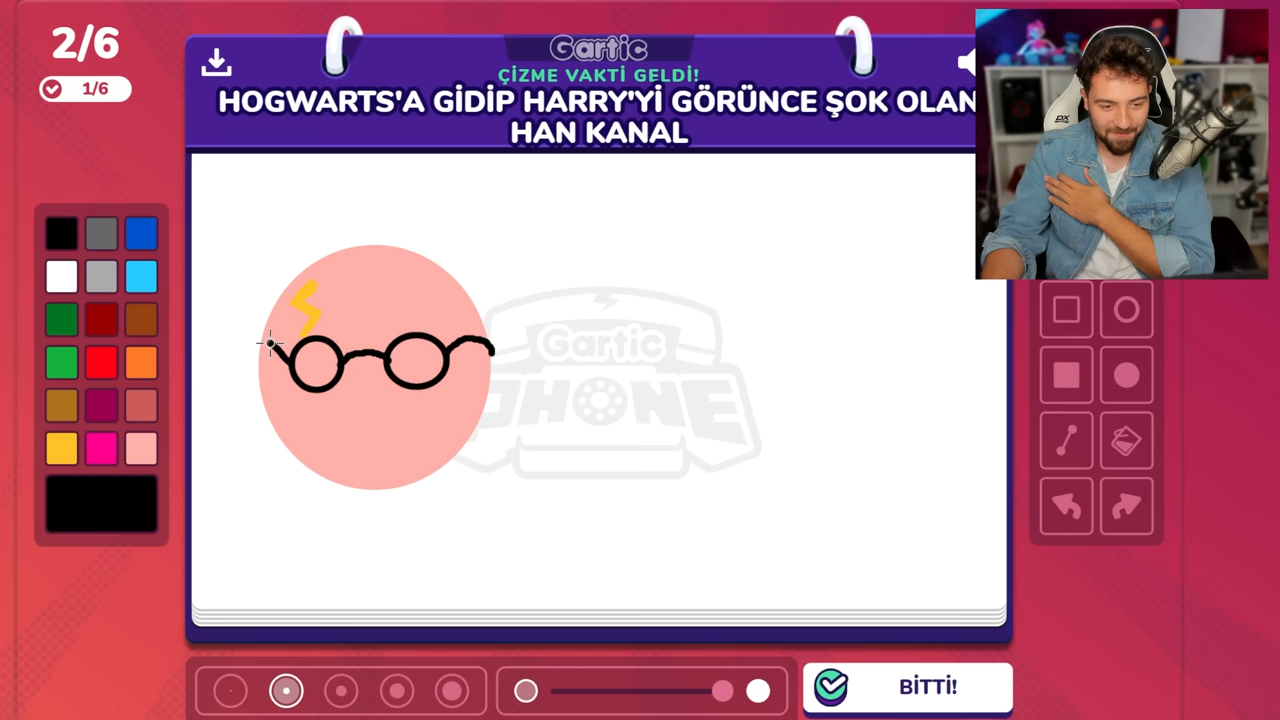 2/6
1/6
Gartic
ÇİZME VAKTİ GELDİ!
HOGWARTS'A GİDİP HARRY'Yİ GÖRÜNCE ŞOK OLAN
HAN KANAL
DX
Gartic
PHONE
BİTTİ!